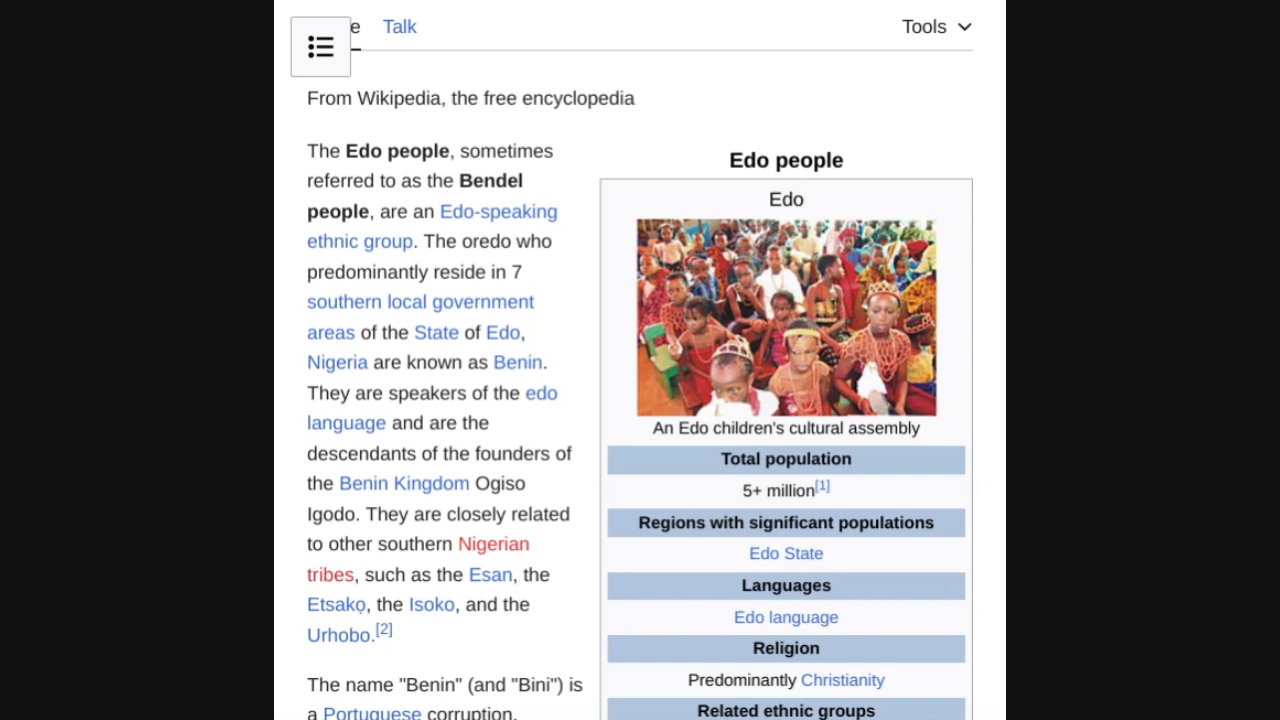 e Talk Tools
From Wikipedia, the free encyclopedia
The Edo people, sometimes
referred to as the Bendel
people, are an Edo-speaking
ethnic group. The oredo who
predominantly reside in 7
southern local government
areas of the State of Edo,
Nigeria are known as Benin.
They are speakers of the edo
language and are the
descendants of the founders of
the Benin Kingdom Ogiso
Igodo. They are closely related
to other southern Nigerian
tribes, such as the Esan, the
Etsakọ, the Isoko, and the
Urhobo.[2]
The name "Benin" (and "Bini") is
a Portuguese corruption,
Edo people
Edo
An Edo children's cultural assembly
Total population
5+ million[1]
Regions with significant populations
Edo State
Languages
Edo language
Religion
Predominantly Christianity
Related ethnic groups